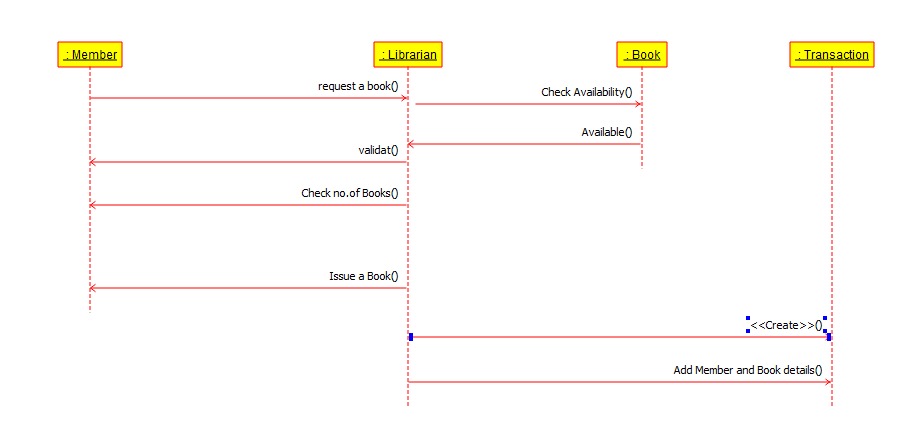 : Member
: Librarian
: Book
: Transaction
request a book()
Check Availability()
Available()
validat()
Check no.of Books()
Issue a Book()
<<Create>>()
Add Member and Book details()